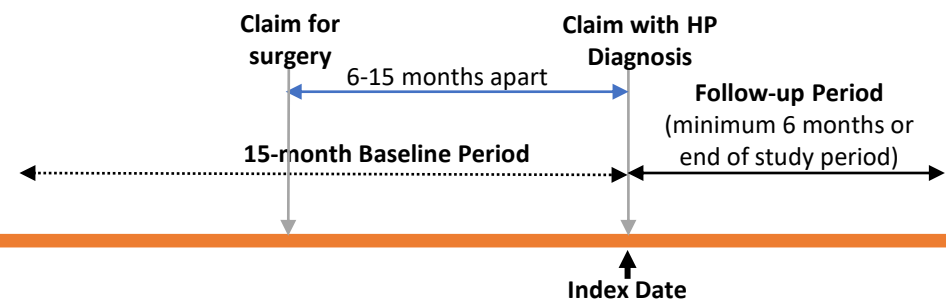 Claim for
surgery
Claim with HP
Diagnosis
6-15 months apart
Follow-up Period
(minimum 6 months or
end of study period)
15-month Baseline Period
Index Date